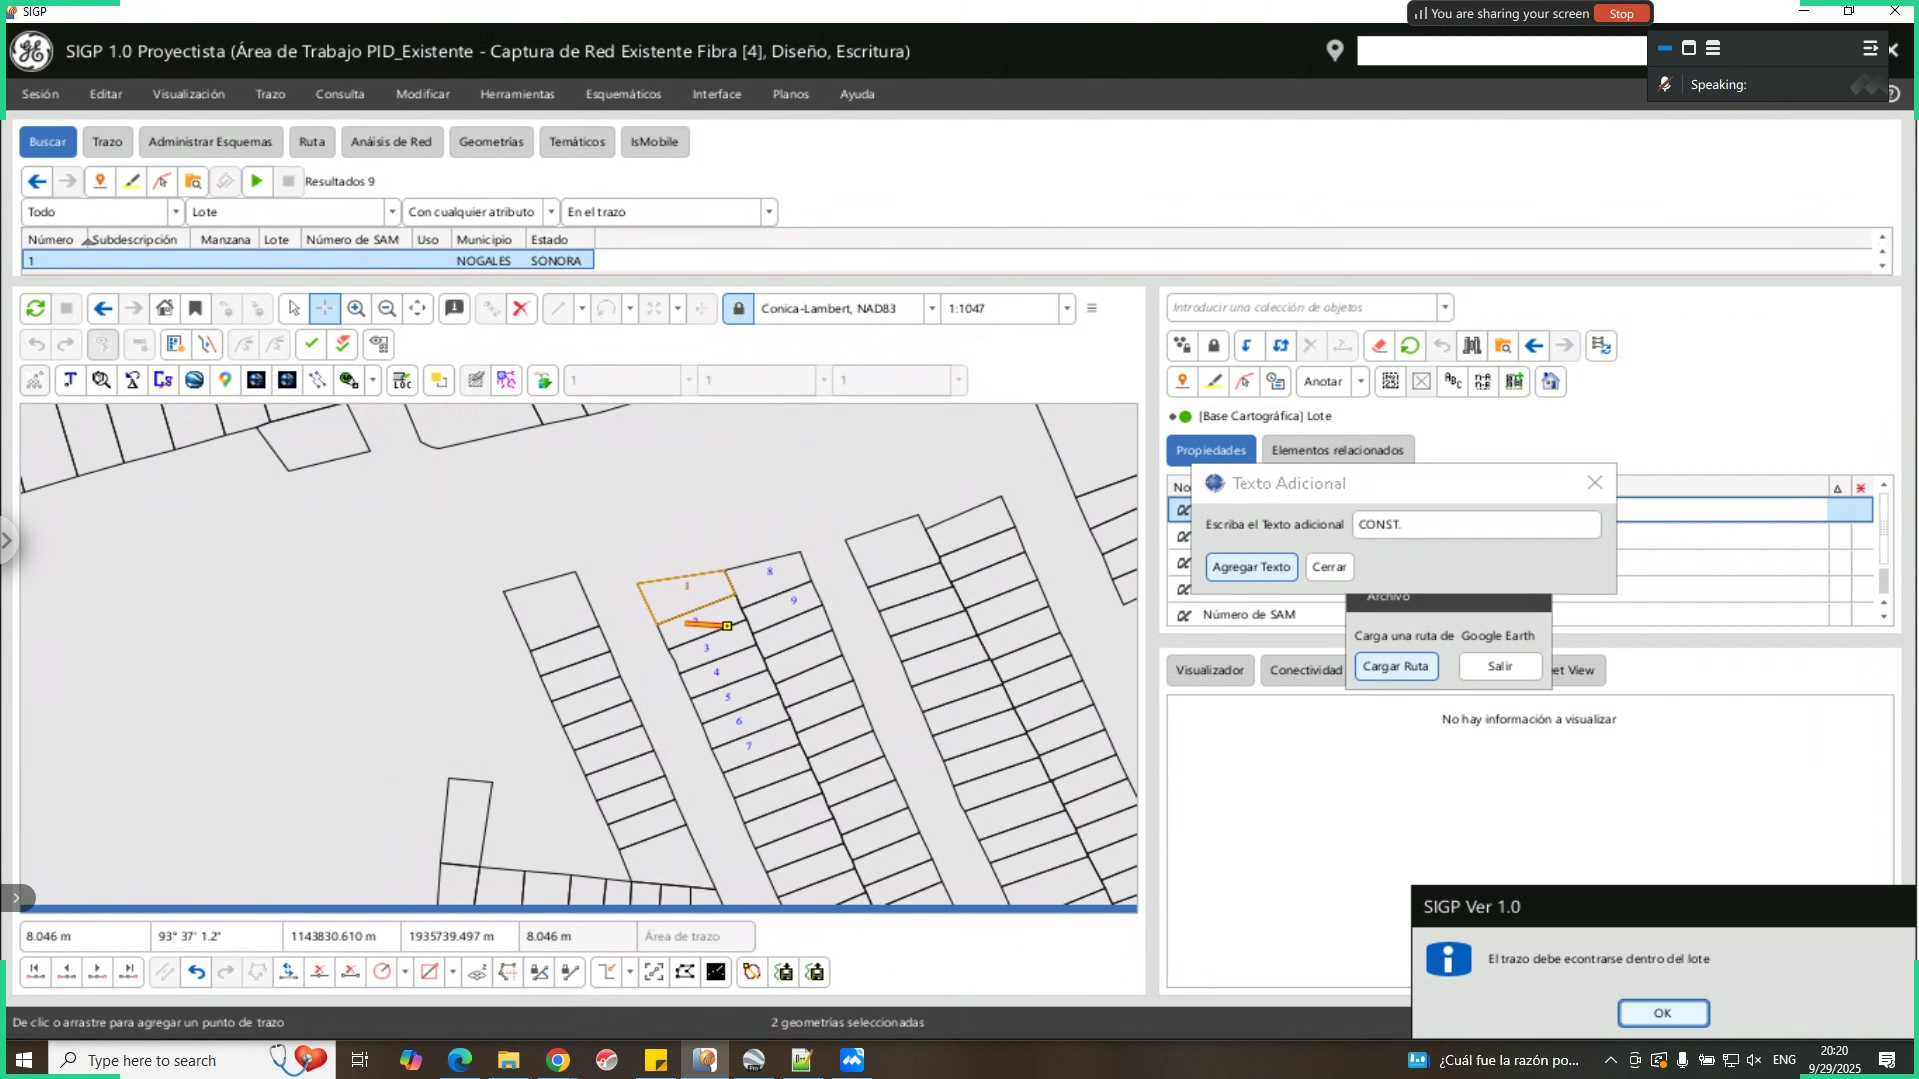 SIGP
You are sharing your screen Stop
SIGP 1.0 Proyectista (Área de Trabajo PID_Existente - Captura de Red Existente Fibra [4], Diseño, Escritura)
Speaking:
Sesión Editar Visualización Trazo Consulta Modificar Herramientas Esquemáticos Interface Planos Ayuda
Buscar Trazo Administrar Esquemas Ruta Anáisis de Red Geometrías Temáticos IsMobile
Resultados 9
Todo Lote Con cualquier atributo En el trazo
Número Subdescripción Manzana Lote Número de SAM Uso Municipio Estado
1 NOGALES SONORA
Conica-Lambert, NAD83 1:1047
Introducir una colección de objetos
LOC 1 1 1
Anotar
[Base Cartográfica] Lote
Propiedades Elementos relacionados
No
Texto Adicional
Escriba el Texto adicional CONST.
Agregar Texto Cerrar
Archivo
Número de SAM
Carga una ruta de Google Earth
Cargar Ruta Salir
Visualizador Conectividad et View
No hay información a visualizar
1
8
9
3
4
5
6
7
SIGP Ver 1.0
El trazo debe econtrarse dentro del lote
OK
8.046 m 93° 37' 1.2" 1143830.610 m 1935739.497 m 8.046 m Área de trazo
De clic o arrastre para agregar un punto de trazo
2 geometrías seleccionadas
Type here to search
¿Cuál fue la razón po...
ENG
20:20
9/29/2025